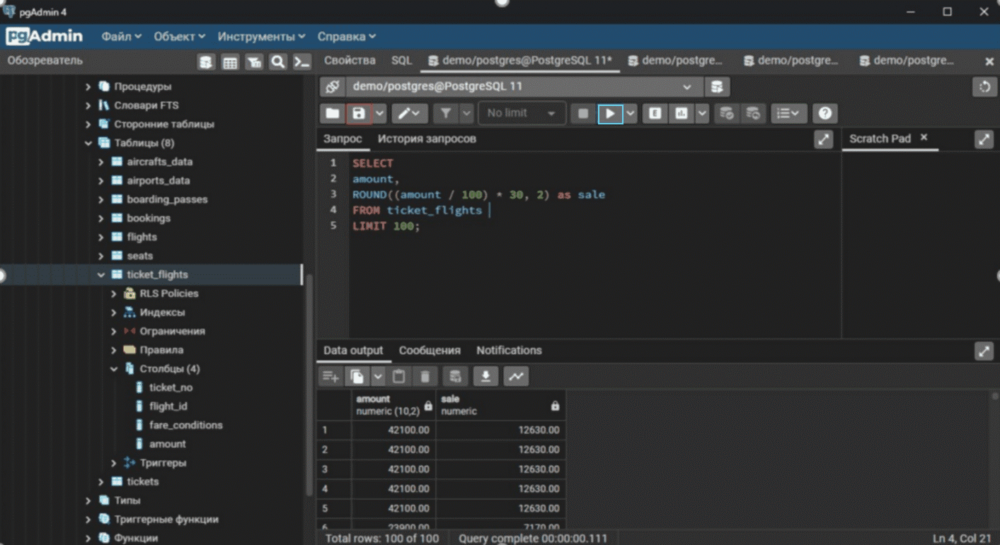 pgAdmin 4
pgAdmin Файл Объект Инструменты Справка
Обозреватель
Свойства SQL demo/postgres@PostgreSQL 11* demo/postgre... demo/postgre... demo/postgre...
demo/postgres@PostgreSQL 11
No limit
E
Запрос История запросов
Scratch Pad
Процедуры
Словари FTS
Сторонние таблицы
Таблицы (8)
aircrafts_data
airports_data
boarding_passes
bookings
flights
seats
ticket_flights
RLS Policies
Индексы
Ограничения
Правила
Столбцы (4)
ticket_no
flight_id
fare_conditions
amount
Триггеры
tickets
Типы
Триггерные функции
Функции
1 SELECT
2 amount,
3 ROUND((amount / 100) * 30, 2) as sale
4 FROM ticket_flights
5 LIMIT 100;
Data output Сообщения Notifications
amount sale
numeric (10,2) numeric
1 42100.00 12630.00
2 42100.00 12630.00
3 42100.00 12630.00
4 42100.00 12630.00
5 42100.00 12630.00
6 23900.00 7170.00
Total rows: 100 of 100 Query complete 00:00:00.111 Ln 4, Col 21